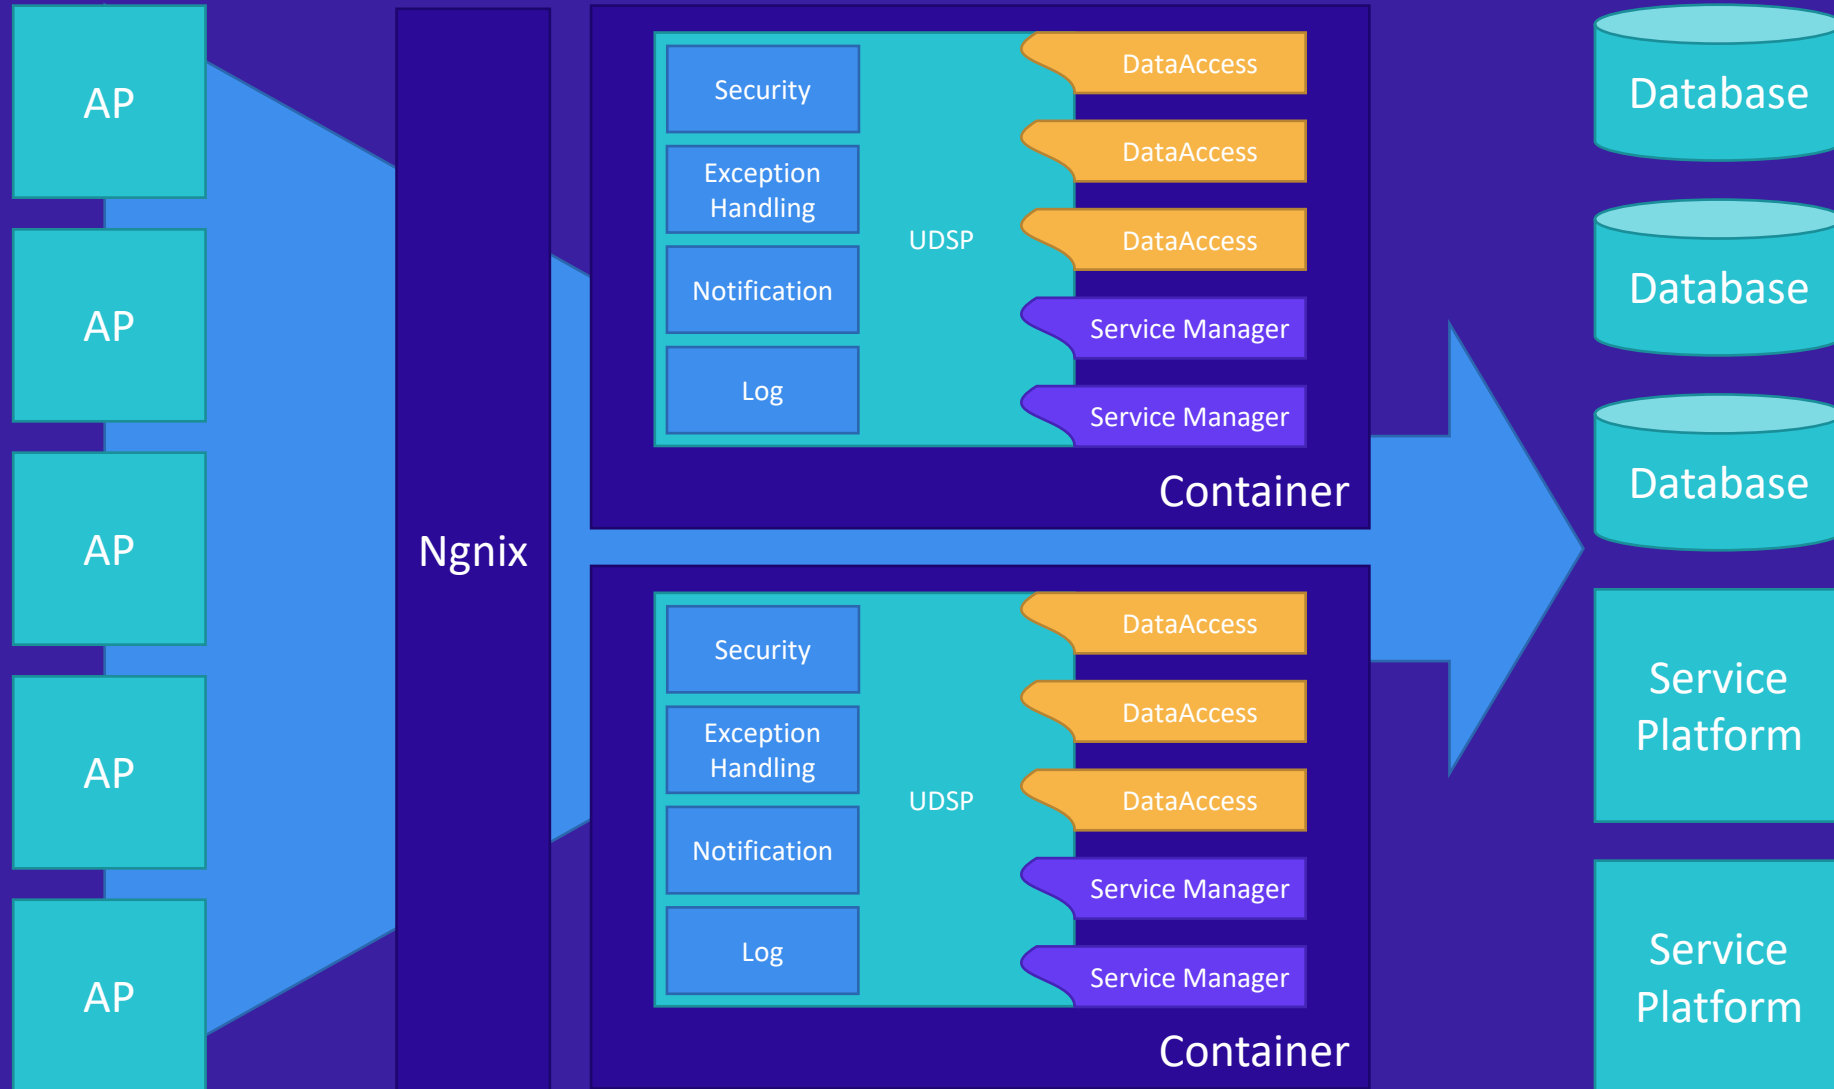 AP
AP
AP
AP
AP
Ngnix
Security
Exception
Handling
Notification
Log
UDSP
DataAccess
DataAccess
DataAccess
Service Manager
Service Manager
Container
Security
Exception
Handling
Notification
Log
UDSP
DataAccess
DataAccess
DataAccess
Service Manager
Service Manager
Container
Database
Database
Database
Service
Platform
Service
Platform